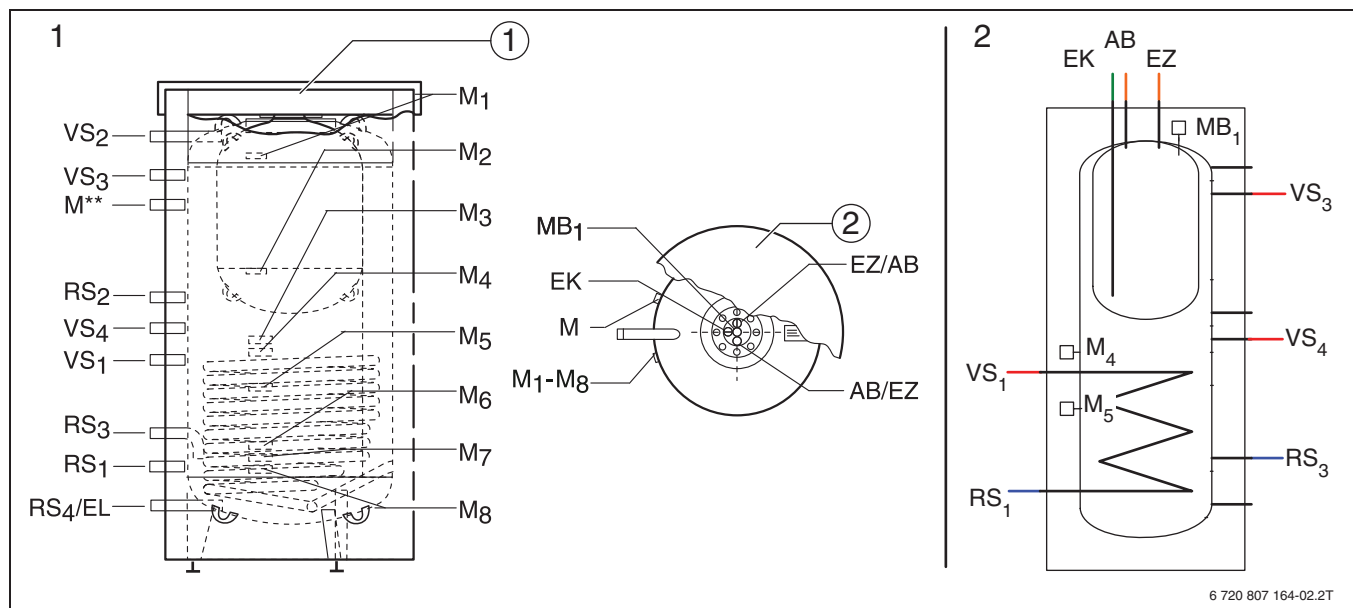 1
1
VS2
VS3
M**
RS2
VS4
VS1
RS3
RS1
RS4/EL
M1
M2
M3
M4
M5
M6
M7
M8
2
MB1
EK
M
M1-M8
EZ/AB
AB/EZ
2
EK
AB
EZ
MB1
VS3
VS4
M4
VS1
M5
RS3
RS1
6 720 807 164-02.2T